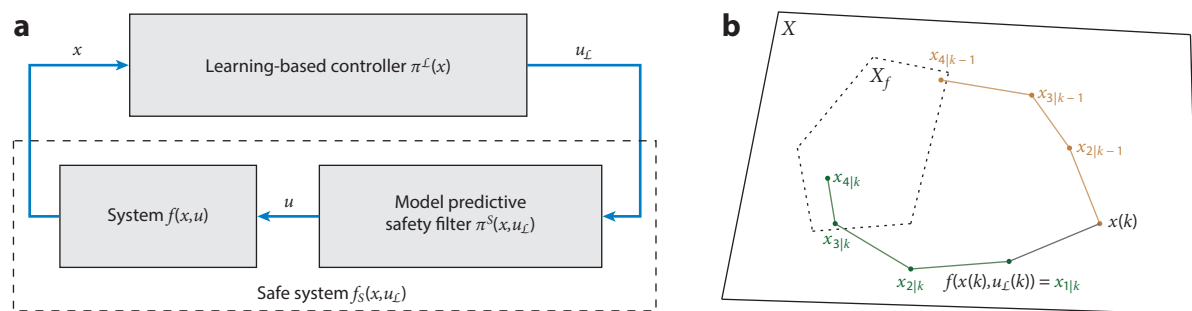 a
x
u_ℒ
Learning-based controller π^ℒ(x)
System f(x,u)
u
Model predictive
safety filter π^S(x,u_ℒ)
Safe system f_S(x,u_ℒ)
b
X
X_f
x_{4|k−1}
x_{3|k−1}
x_{2|k−1}
x_{4|k}
x(k)
x_{3|k}
x_{2|k}
f(x(k),u_ℒ(k)) = x_{1|k}